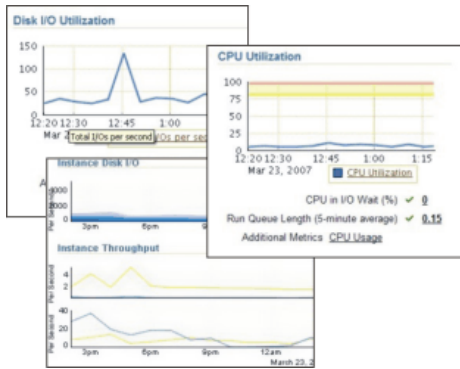 Disk I/O Utilization
150
100
50
0
12:20 12:30 12:45 1:00
Mar 2
Total I/Os per second
I/Os per sec
A
CPU Utilization
100
75
50
25
0
12:20 12:30 12:45 1:00 1:15
Mar 23, 2007
CPU Utilization
CPU in I/O Wait (%) ✓ 0
Run Queue Length (5-minute average) ✓ 0.15
Additional Metrics CPU Usage
Instance Disk I/O
Per Second
0000
2000
0
3pm 6pm 9pm
Instance Throughput
Per Second
4
2
Per Second
40
20
0
3pm 6pm 9pm 12am
March 23, 2